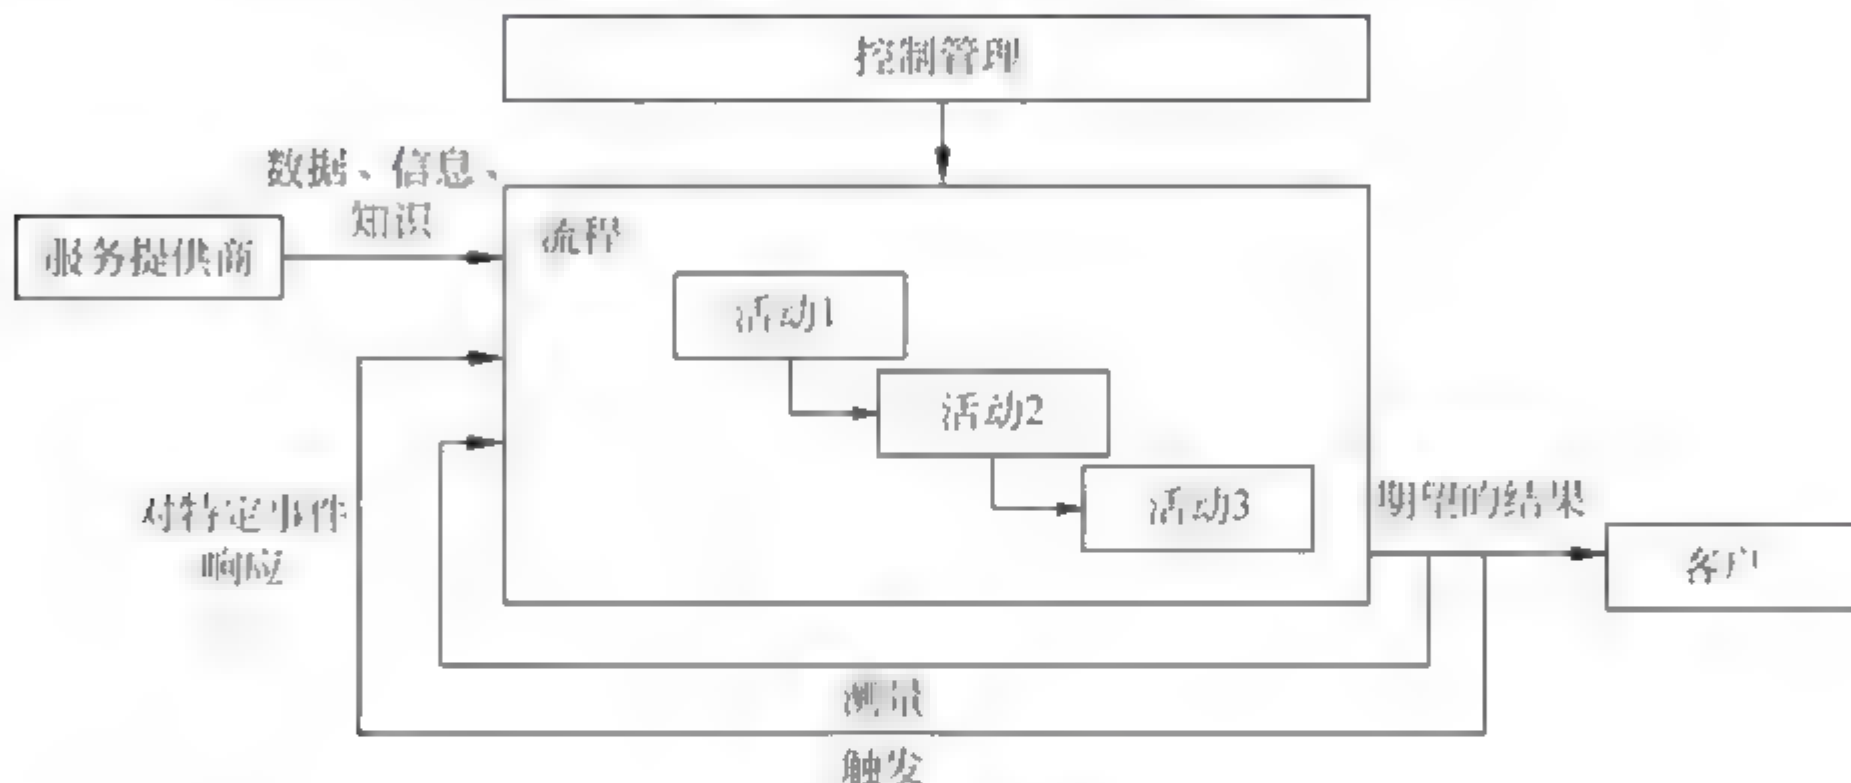 控制管理
数据、信息、
知识
服务提供商
流程
活动1
活动2
活动3
对特定事件
响应
期望的结果
客户
测量
触发